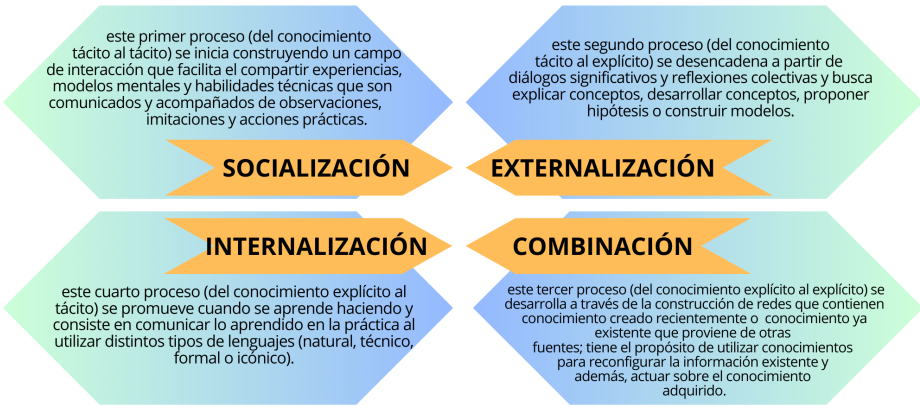 este primer proceso (del conocimiento
tácito al tácito) se inicia construyendo un campo
de interacción que facilita el compartir experiencias,
modelos mentales y habilidades técnicas que son
comunicados y acompañados de observaciones,
imitaciones y acciones prácticas.
SOCIALIZACIÓN
este segundo proceso (del conocimiento
tácito al explícito) se desencadena a partir de
diálogos significativos y reflexiones colectivas y busca
explicar conceptos, desarrollar conceptos, proponer
hipótesis o construir modelos.
EXTERNALIZACIÓN
INTERNALIZACIÓN
este cuarto proceso (del conocimiento explícito al
tácito) se promueve cuando se aprende haciendo y
consiste en comunicar lo aprendido en la práctica al
utilizar distintos tipos de lenguajes (natural, técnico,
formal o icónico).
COMBINACIÓN
este tercer proceso (del conocimiento explícito al explícito) se
desarrolla a través de la construcción de redes que contienen
conocimiento creado recientemente o conocimiento ya
existente que proviene de otras
fuentes; tiene el propósito de utilizar conocimientos
para reconfigurar la información existente y
además, actuar sobre el conocimiento
adquirido.